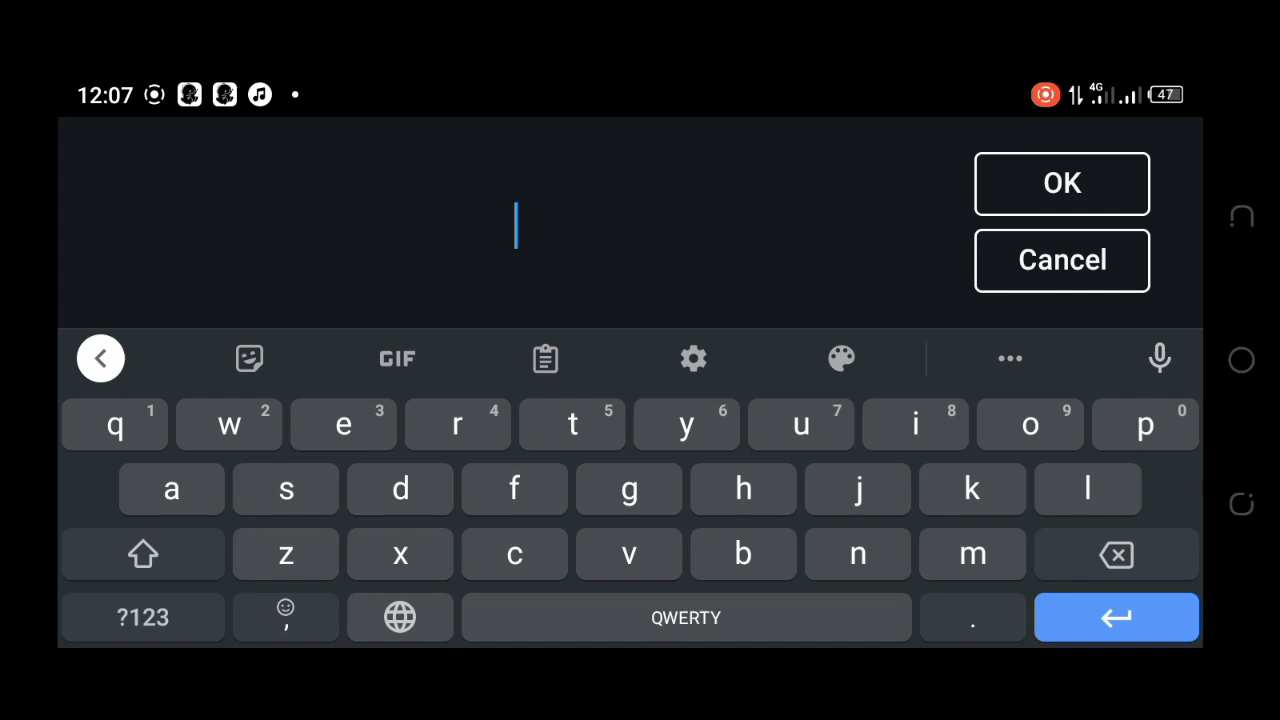 12:07 4G 47
OK
Cancel
GIF
q 1 w 2 e 3 r 4 t 5 y 6 u 7 i 8 o 9 p 0
a s d f g h j k l
z x c v b n m
?123 , QWERTY .